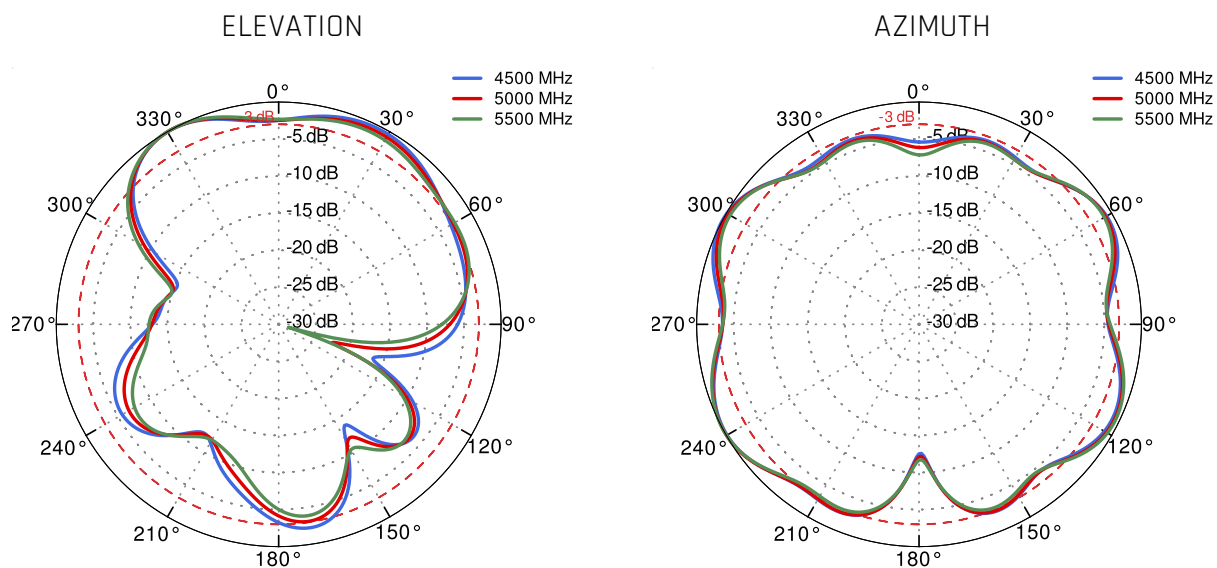 ELEVATION
4500 MHz
5000 MHz
5500 MHz
0°
30°
60°
90°
120°
150°
180°
210°
240°
270°
300°
330°
-3 dB
-5 dB
-10 dB
-15 dB
-20 dB
-25 dB
-30 dB
AZIMUTH
4500 MHz
5000 MHz
5500 MHz
0°
30°
60°
90°
120°
150°
180°
210°
240°
270°
300°
330°
-3 dB
-5 dB
-10 dB
-15 dB
-20 dB
-25 dB
-30 dB